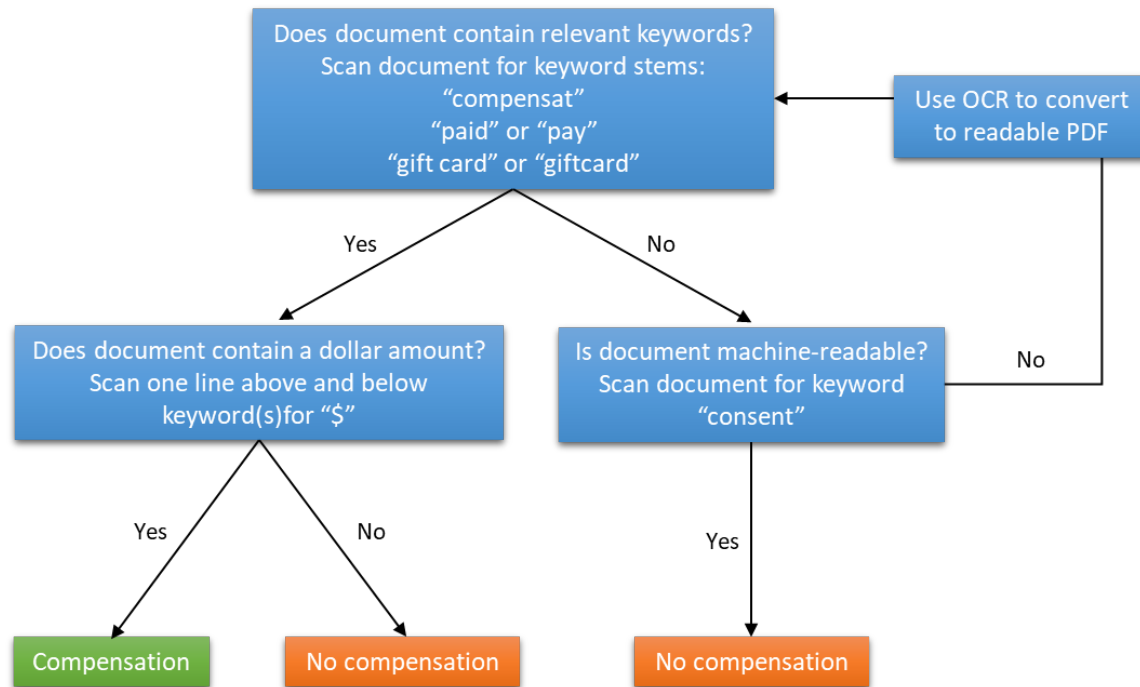 Does document contain relevant keywords?
Scan document for keyword stems:
“compensat”
“paid” or “pay”
“gift card” or “giftcard”
Use OCR to convert
to readable PDF
Yes
No
Does document contain a dollar amount?
Scan one line above and below
keyword(s)for “$”
Is document machine-readable?
Scan document for keyword
“consent”
No
Yes
No
Yes
Compensation
No compensation
No compensation